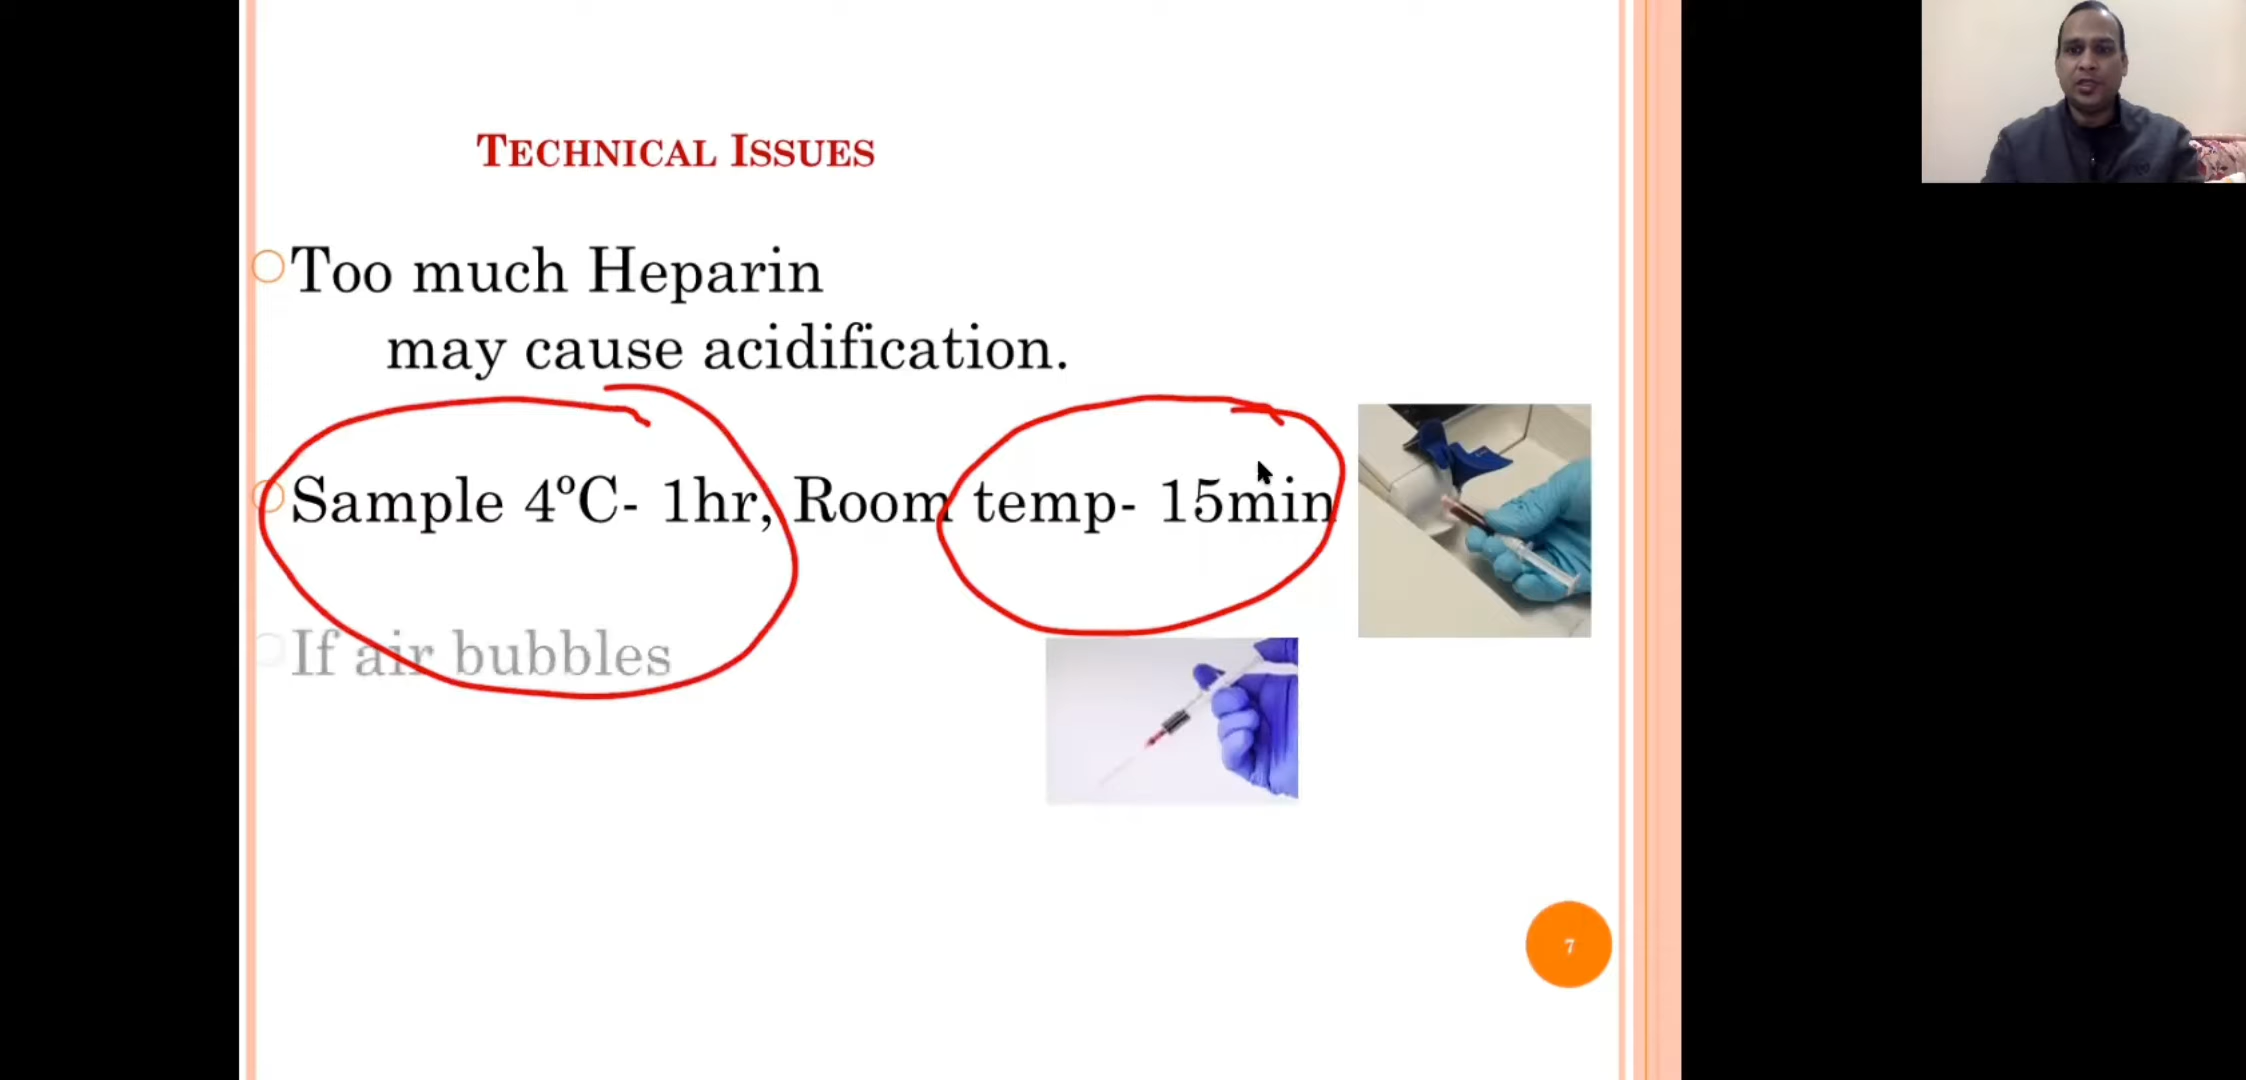 TECHNICAL ISSUES
Too much Heparin
may cause acidification.
Sample 4ºC- 1hr, Room temp- 15min
If air bubbles
7